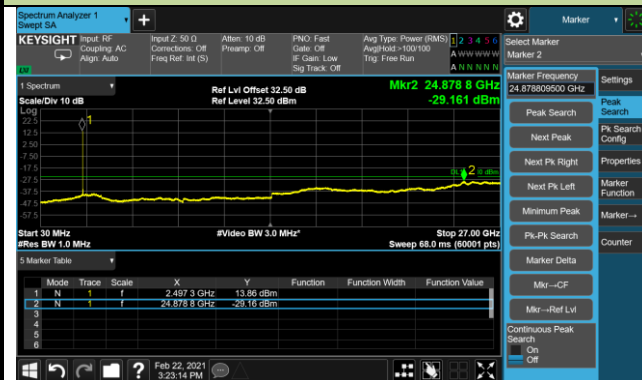 Spectrum Analyzer 1
Swept SA
Marker
KEYSIGHT Input: RF
Coupling: AC
Align: Auto
Input Z: 50 Ω
Corrections: Off
Freq Ref: Int (S)
Atten: 10 dB
Preamp: Off
PNO: Fast
Gate: Off
IF Gain: Low
Sig Track: Off
Avg Type: Power (RMS)
Avg|Hold:>100/100
Trig: Free Run
1 2 3 4 5 6
A W W W W W
A N N N N N
Select Marker
Marker 2
1 Spectrum
Scale/Div 10 dB
Log
Ref Lvl Offset 32.50 dB
Ref Level 32.50 dBm
Mkr2 24.878 8 GHz
-29.161 dBm
22.5
12.5
2.50
-7.50
-17.5
-27.5
-37.5
-47.5
-57.5
1
2
Start 30 MHz
#Res BW 1.0 MHz
#Video BW 3.0 MHz*
Stop 27.00 GHz
Sweep 68.0 ms (60001 pts)
5 Marker Table
Mode Trace Scale X Y Function Function Width Function Value
1 N 1 f 2.497 3 GHz 13.86 dBm
2 N 1 f 24.878 8 GHz -29.16 dBm
3
4
5
6
Feb 22, 2021
3:23:14 PM
Marker Frequency
24.878809500 GHz
Peak Search
Next Peak
Next Pk Right
Next Pk Left
Minimum Peak
Pk-Pk Search
Marker Delta
Mkr→CF
Mkr→Ref Lvl
Continuous Peak
Search
On
Off
Settings
Peak
Search
Pk Search
Config
Properties
Marker
Function
Marker→
Counter